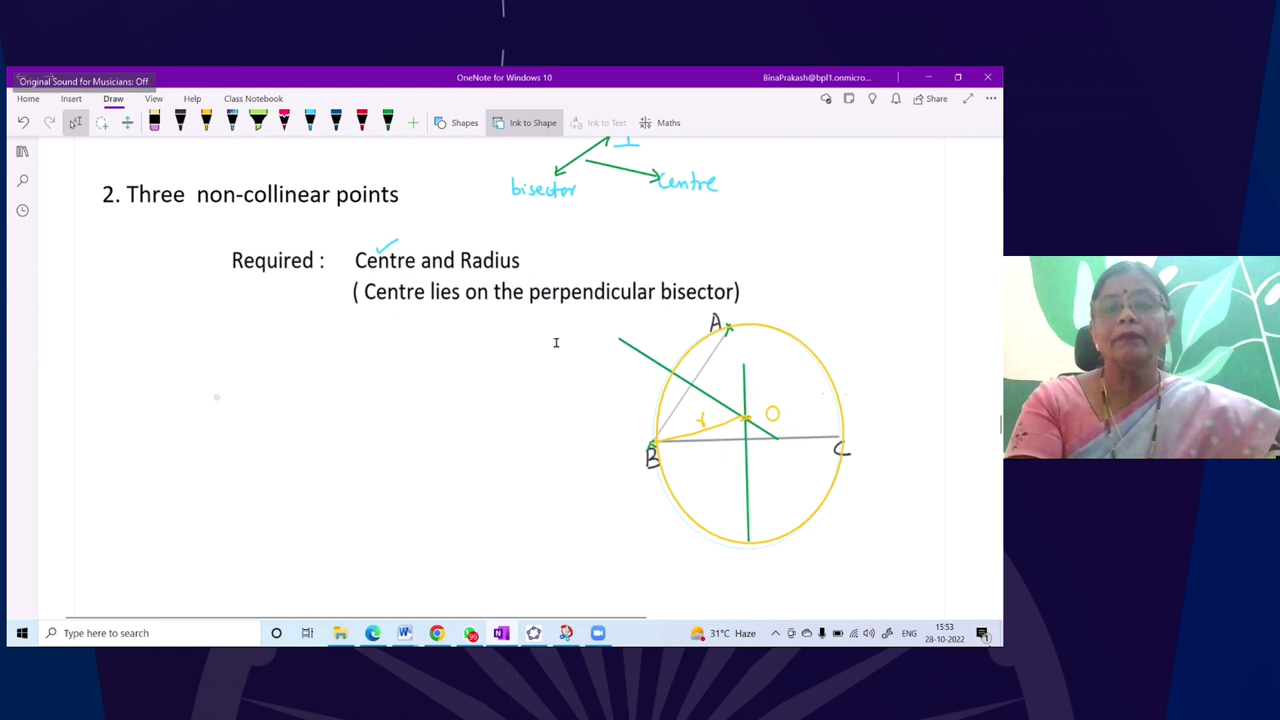 Original Sound for Musicians: Off
OneNote for Windows 10
BinaPrakash@bpl1.onmicro...
Home Insert Draw View Help Class Notebook
Share
Shapes Ink to Shape Ink to Text Maths
bisector
Centre
2. Three non-collinear points
Required : Centre and Radius
( Centre lies on the perpendicular bisector)
A
O
r
B
C
Type here to search
99
31°C Haze
ENG
15:53
28-10-2022
1